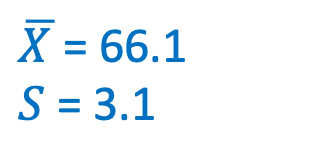 X̅ = 66.1
S = 3.1